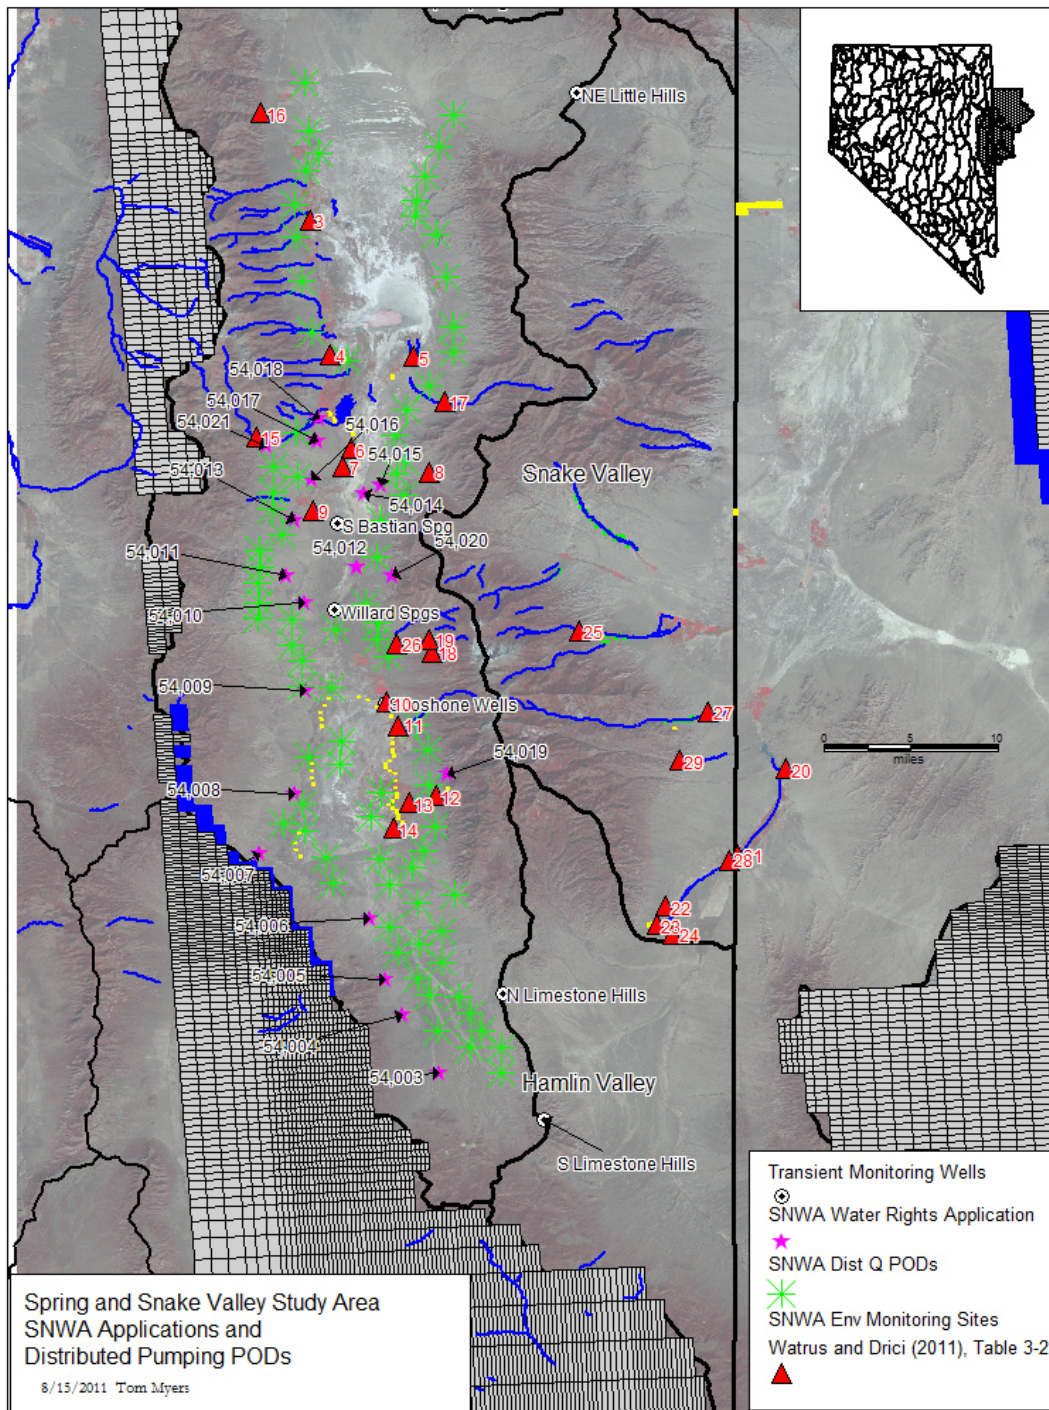 NE Little Hills
16
3
4
5
54,018
17
54,017
54,016
54,021
15
6
54,015
54,013
7
8
Snake Valley
54,014
9
S Bastian Spg
54,012
54,020
54,011
54,010
Willard Spgs
25
19
26
18
54,009
10
Shoshone Wells
27
11
54,019
29
20
0 5 10
miles
54,008
12
13
14
28
54,007
22
54,006
23
24
54,005
N Limestone Hills
54,004
54,003
Hamlin Valley
S Limestone Hills
Transient Monitoring Wells
SNWA Water Rights Application
SNWA Dist Q PODs
SNWA Env Monitoring Sites
Watrus and Drici (2011), Table 3-2
Spring and Snake Valley Study Area
SNWA Applications and
Distributed Pumping PODs
8/15/2011 Tom Myers